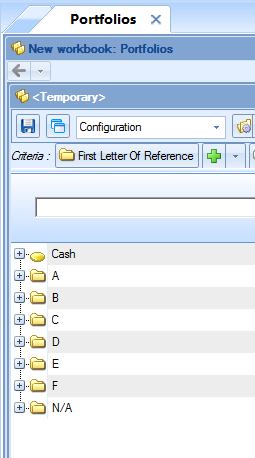 Portfolios
New workbook: Portfolios
<Temporary>
Configuration
Criteria : First Letter Of Reference
Cash
A
B
C
D
E
F
N/A